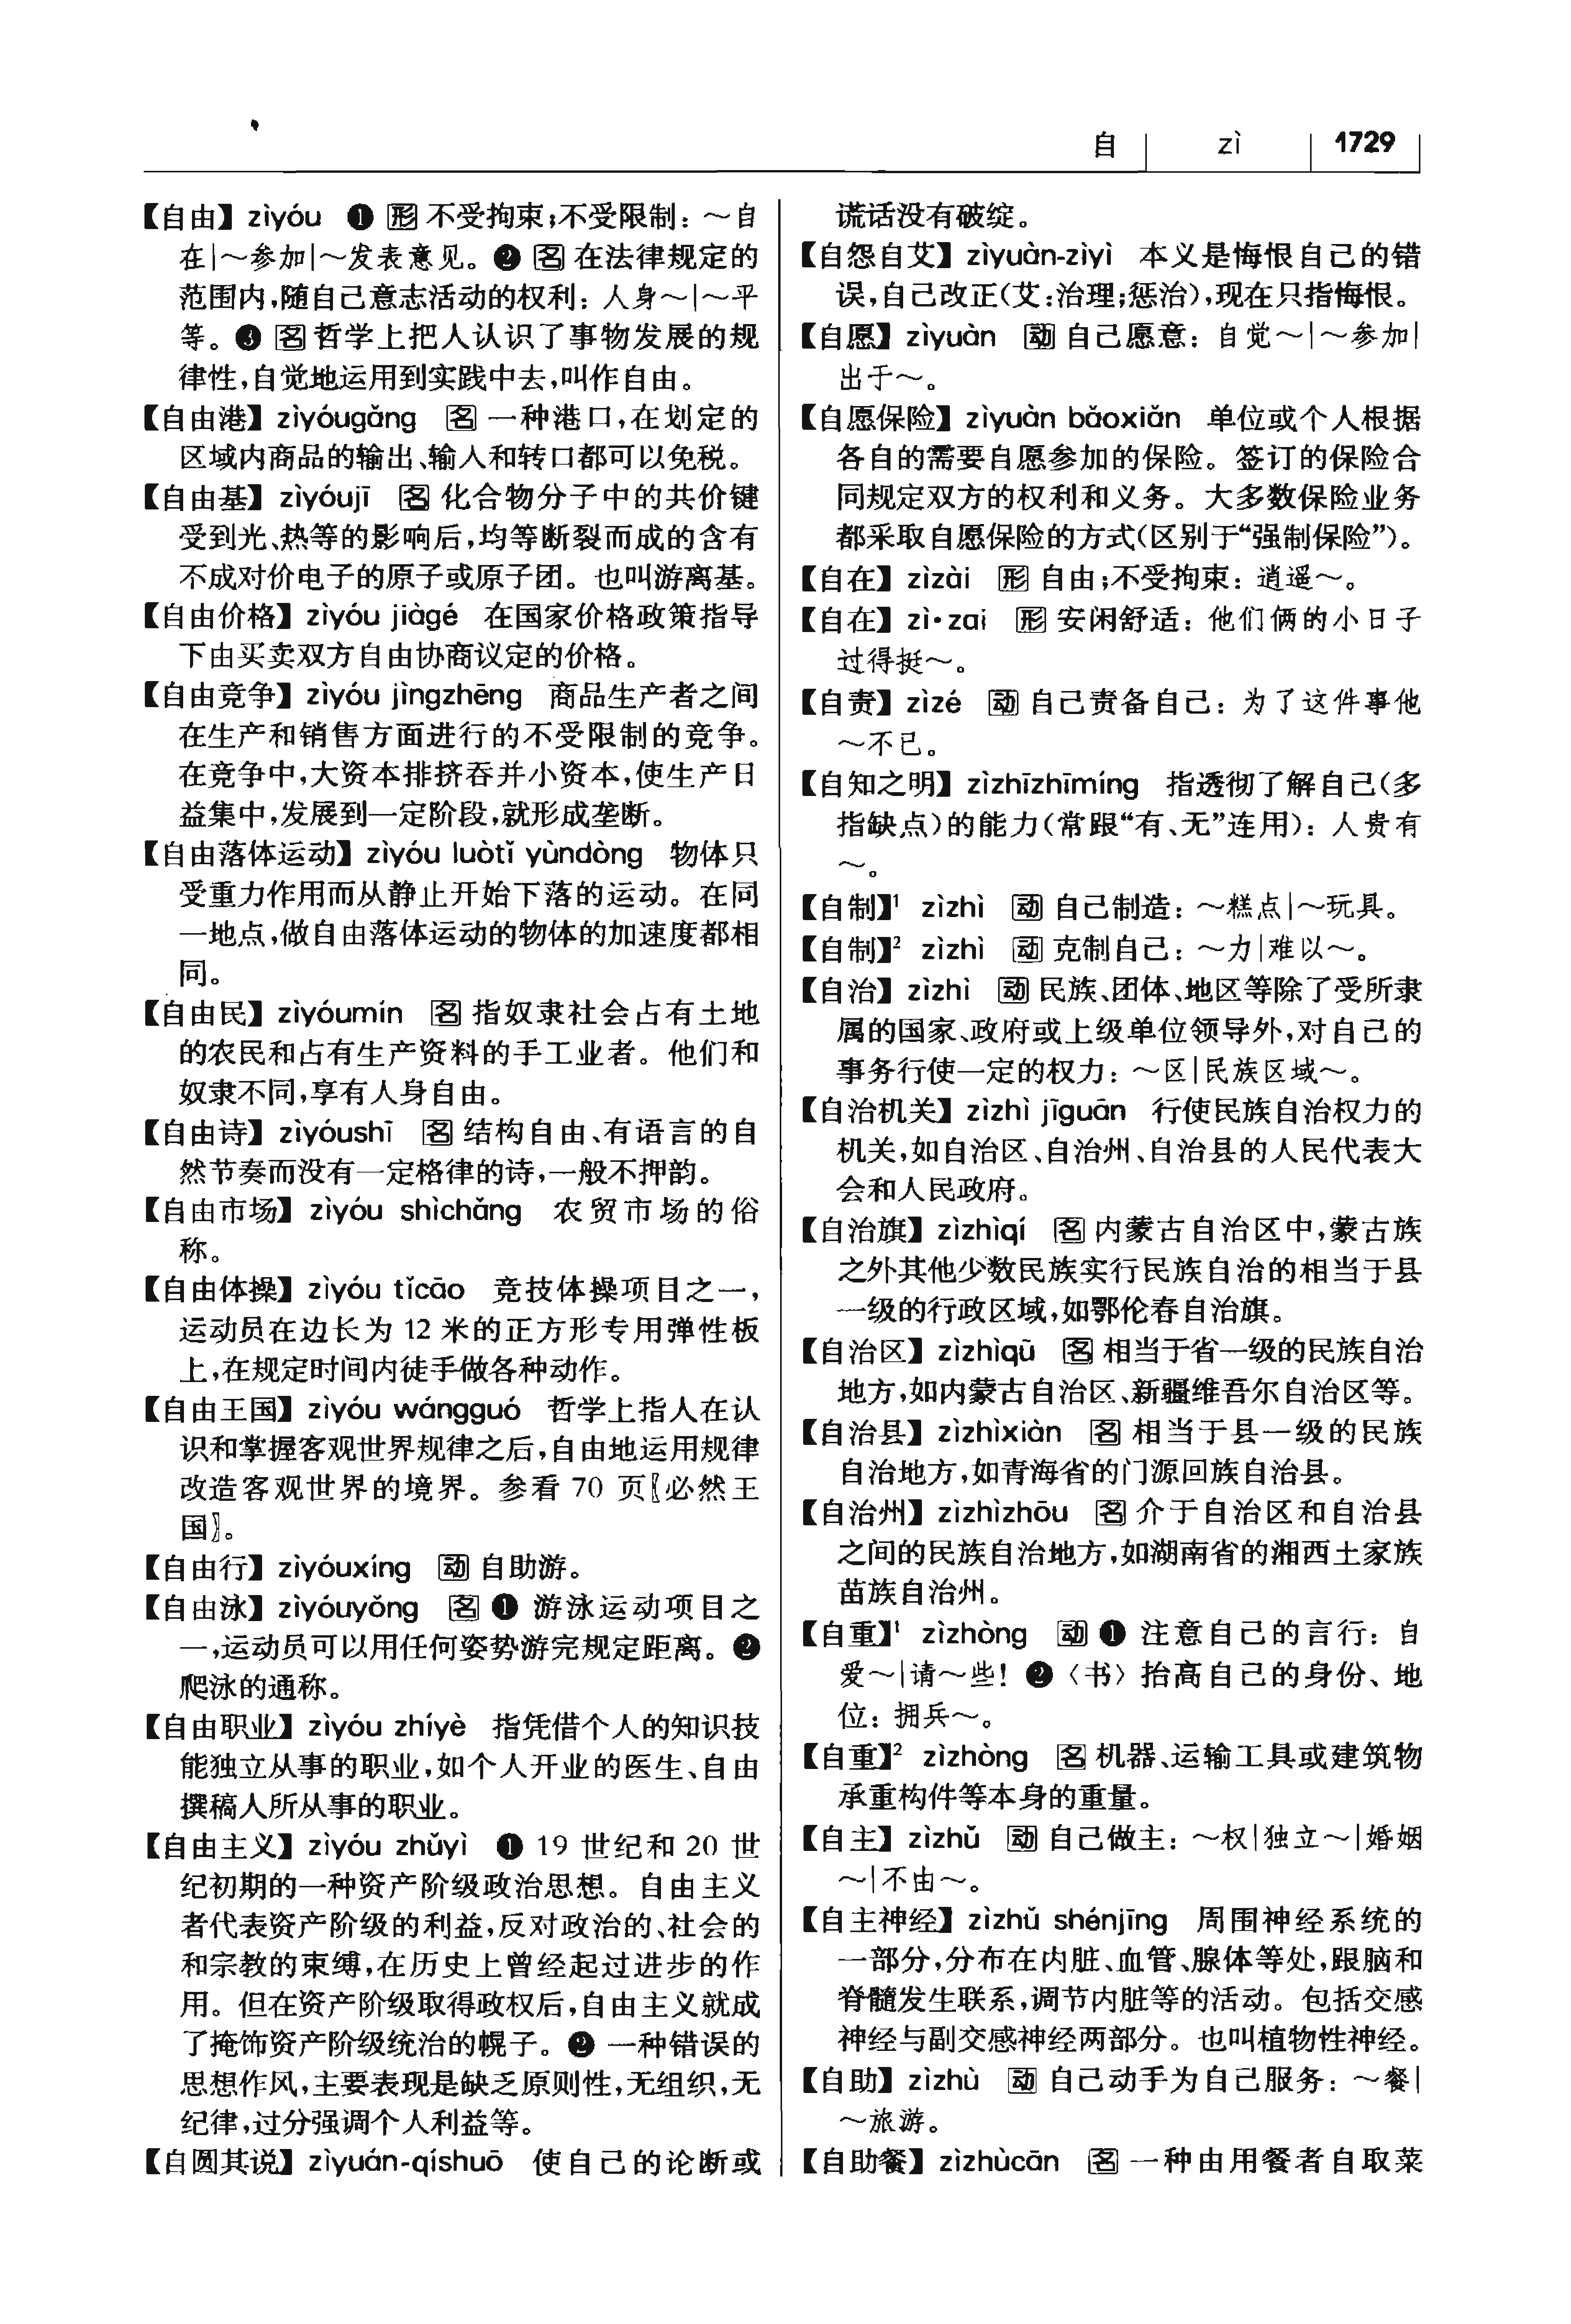 自 zì 1729
【自由】 zìyóu ❶ 形 不受拘束;不受限制：～自
在|～参加|～发表意见。❷ 名 在法律规定的
范围内,随自己意志活动的权利：人身～|～平
等。❸ 名 哲学上把人认识了事物发展的规
律性,自觉地运用到实践中去,叫作自由。
【自由港】 zìyóugǎng 名 一种港口,在划定的
区域内商品的输出、输入和转口都可以免税。
【自由基】 zìyóujī 名 化合物分子中的共价键
受到光、热等的影响后,均等断裂而成的含有
不成对价电子的原子或原子团。也叫游离基。
【自由价格】 zìyóu jiàgé 在国家价格政策指导
下由买卖双方自由协商议定的价格。
【自由竞争】 zìyóu jìngzhēng 商品生产者之间
在生产和销售方面进行的不受限制的竞争。
在竞争中,大资本排挤吞并小资本,使生产日
益集中,发展到一定阶段,就形成垄断。
【自由落体运动】 zìyóu luòtǐ yùndòng 物体只
受重力作用而从静止开始下落的运动。在同
一地点,做自由落体运动的物体的加速度都相
同。
【自由民】 zìyóumín 名 指奴隶社会占有土地
的农民和占有生产资料的手工业者。他们和
奴隶不同,享有人身自由。
【自由诗】 zìyóushī 名 结构自由、有语言的自
然节奏而没有一定格律的诗,一般不押韵。
【自由市场】 zìyóu shìchǎng 农贸市场的俗
称。
【自由体操】 zìyóu tǐcāo 竞技体操项目之一,
运动员在边长为 12 米的正方形专用弹性板
上,在规定时间内徒手做各种动作。
【自由王国】 zìyóu wángguó 哲学上指人在认
识和掌握客观世界规律之后,自由地运用规律
改造客观世界的境界。参看 70 页〖必然王
国〗。
【自由行】 zìyóuxíng 动 自助游。
【自由泳】 zìyóuyǒng 名 ❶ 游泳运动项目之
一,运动员可以用任何姿势游完规定距离。❷
爬泳的通称。
【自由职业】 zìyóu zhíyè 指凭借个人的知识技
能独立从事的职业,如个人开业的医生、自由
撰稿人所从事的职业。
【自由主义】 zìyóu zhǔyì ❶ 19 世纪和 20 世
纪初期的一种资产阶级政治思想。自由主义
者代表资产阶级的利益,反对政治的、社会的
和宗教的束缚,在历史上曾经起过进步的作
用。但在资产阶级取得政权后,自由主义就成
了掩饰资产阶级统治的幌子。❷ 一种错误的
思想作风,主要表现是缺乏原则性,无组织,无
纪律,过分强调个人利益等。
【自圆其说】 zìyuán-qíshuō 使自己的论断或
谎话没有破绽。
【自怨自艾】 zìyuàn-zìyì 本义是悔恨自己的错
误,自己改正(艾:治理;惩治),现在只指悔恨。
【自愿】 zìyuàn 动 自己愿意：自觉～|～参加|
出于～。
【自愿保险】 zìyuàn bǎoxiǎn 单位或个人根据
各自的需要自愿参加的保险。签订的保险合
同规定双方的权利和义务。大多数保险业务
都采取自愿保险的方式(区别于“强制保险”)。
【自在】 zìzài 形 自由;不受拘束：逍遥～。
【自在】 zì·zai 形 安闲舒适：他们俩的小日子
过得挺～。
【自责】 zìzé 动 自己责备自己：为了这件事他
～不已。
【自知之明】 zìzhīzhīmíng 指透彻了解自己(多
指缺点)的能力(常跟“有、无”连用)：人贵有
～。
【自制】¹ zìzhì 动 自己制造：～糕点|～玩具。
【自制】² zìzhì 动 克制自己：～力|难以～。
【自治】 zìzhì 动 民族、团体、地区等除了受所隶
属的国家、政府或上级单位领导外,对自己的
事务行使一定的权力：～区|民族区域～。
【自治机关】 zìzhì jīguān 行使民族自治权力的
机关,如自治区、自治州、自治县的人民代表大
会和人民政府。
【自治旗】 zìzhìqí 名 内蒙古自治区中,蒙古族
之外其他少数民族实行民族自治的相当于县
一级的行政区域,如鄂伦春自治旗。
【自治区】 zìzhìqū 名 相当于省一级的民族自治
地方,如内蒙古自治区、新疆维吾尔自治区等。
【自治县】 zìzhìxiàn 名 相当于县一级的民族
自治地方,如青海省的门源回族自治县。
【自治州】 zìzhìzhōu 名 介于自治区和自治县
之间的民族自治地方,如湖南省的湘西土家族
苗族自治州。
【自重】¹ zìzhòng 动 ❶ 注意自己的言行：自
爱～|请～些! ❷〈书〉抬高自己的身份、地
位：拥兵～。
【自重】² zìzhòng 名 机器、运输工具或建筑物
承重构件等本身的重量。
【自主】 zìzhǔ 动 自己做主：～权|独立～|婚姻
～|不由～。
【自主神经】 zìzhǔ shénjīng 周围神经系统的
一部分,分布在内脏、血管、腺体等处,跟脑和
脊髓发生联系,调节内脏等的活动。包括交感
神经与副交感神经两部分。也叫植物性神经。
【自助】 zìzhù 动 自己动手为自己服务：～餐|
～旅游。
【自助餐】 zìzhùcān 名 一种由用餐者自取菜